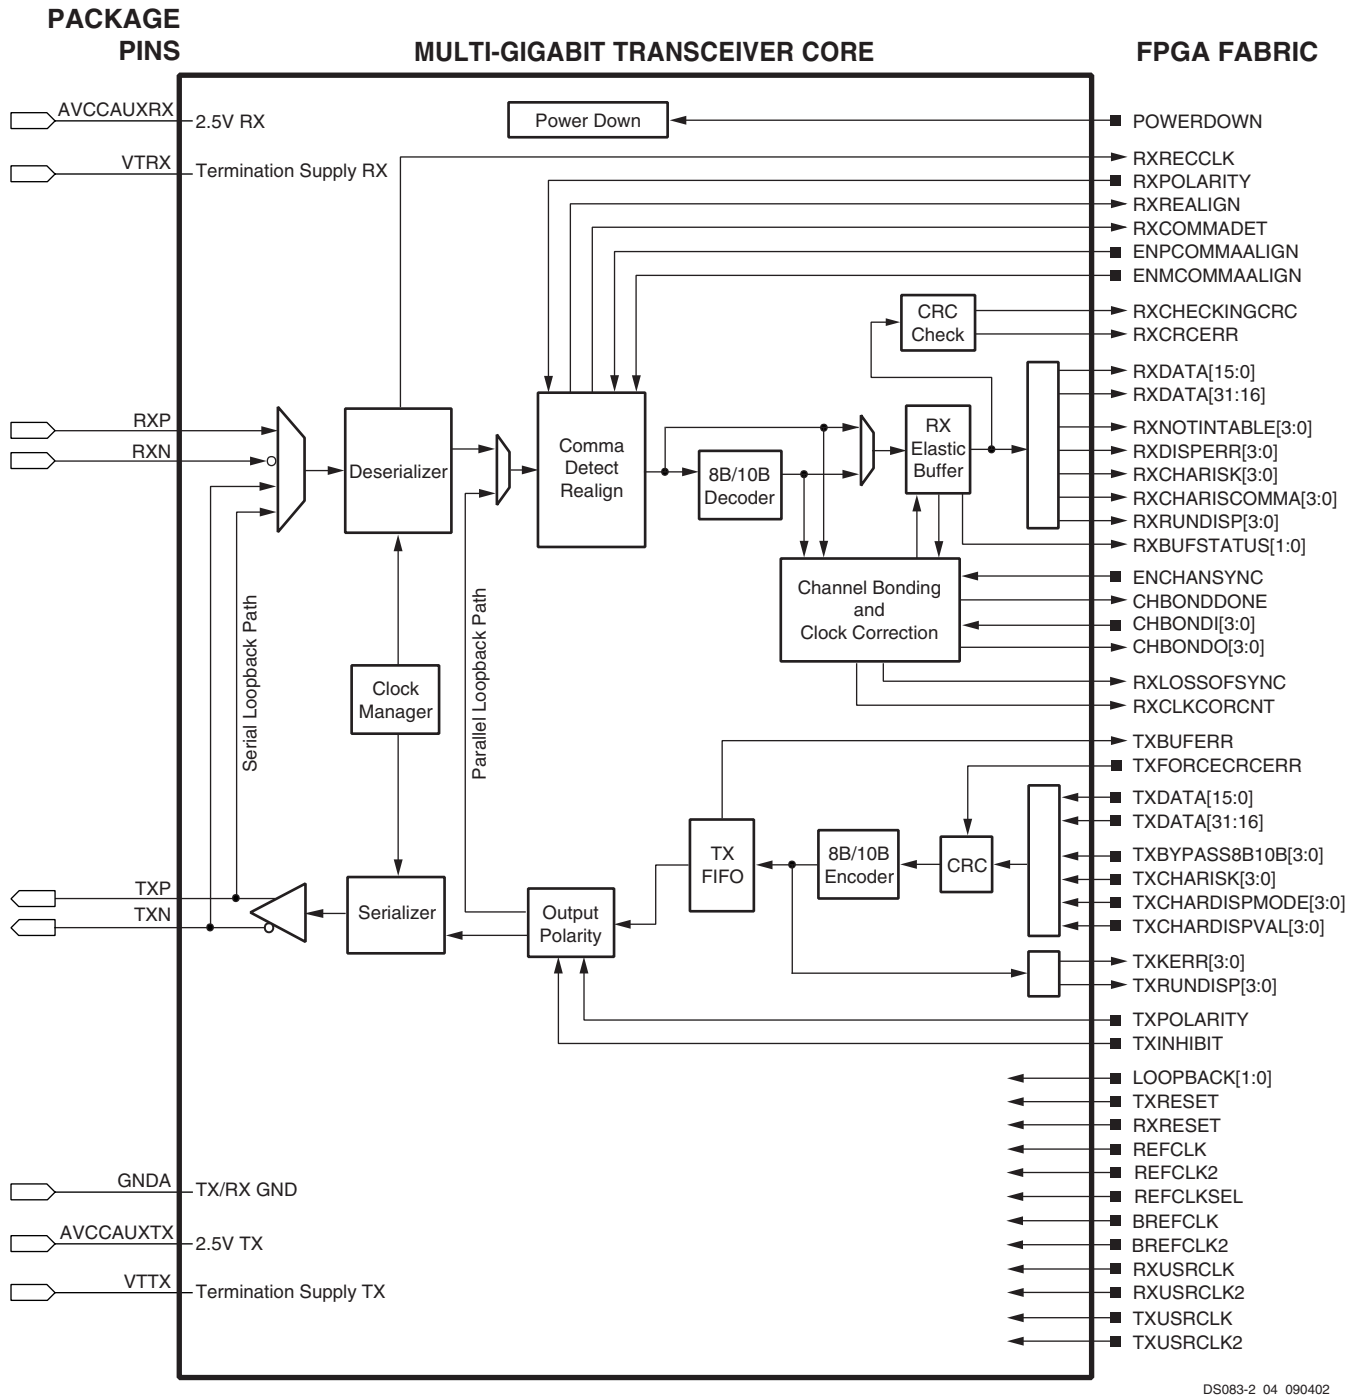 PACKAGE
PINS
MULTI-GIGABIT TRANSCEIVER CORE
FPGA FABRIC
AVCCAUXRX
2.5V RX
VTRX
Termination Supply RX
Power Down
POWERDOWN
RXRECCLK
RXPOLARITY
RXREALIGN
RXCOMMADET
ENPCOMMAALIGN
ENMCOMMAALIGN
CRC
Check
RXCHECKINGCRC
RXCRCERR
RXDATA[15:0]
RXDATA[31:16]
RXNOTINTABLE[3:0]
RXDISPERR[3:0]
RXCHARISK[3:0]
RXCHARISCOMMA[3:0]
RXRUNDISP[3:0]
RXBUFSTATUS[1:0]
RXP
RXN
Deserializer
Comma
Detect
Realign
8B/10B
Decoder
RX
Elastic
Buffer
Channel Bonding
and
Clock Correction
ENCHANSYNC
CHBONDDONE
CHBONDI[3:0]
CHBONDO[3:0]
RXLOSSOFSYNC
RXCLKCORCNT
Serial Loopback Path
Clock
Manager
Parallel Loopback Path
TXBUFERR
TXFORCECRCERR
TXDATA[15:0]
TXDATA[31:16]
TXBYPASS8B10B[3:0]
TXCHARISK[3:0]
TXCHARDISPMODE[3:0]
TXCHARDISPVAL[3:0]
TX
FIFO
8B/10B
Encoder
CRC
TXP
TXN
Serializer
Output
Polarity
TXKERR[3:0]
TXRUNDISP[3:0]
TXPOLARITY
TXINHIBIT
LOOPBACK[1:0]
TXRESET
RXRESET
REFCLK
REFCLK2
REFCLKSEL
BREFCLK
BREFCLK2
RXUSRCLK
RXUSRCLK2
TXUSRCLK
TXUSRCLK2
GNDA
TX/RX GND
AVCCAUXTX
2.5V TX
VTTX
Termination Supply TX
DS083-2_04_090402